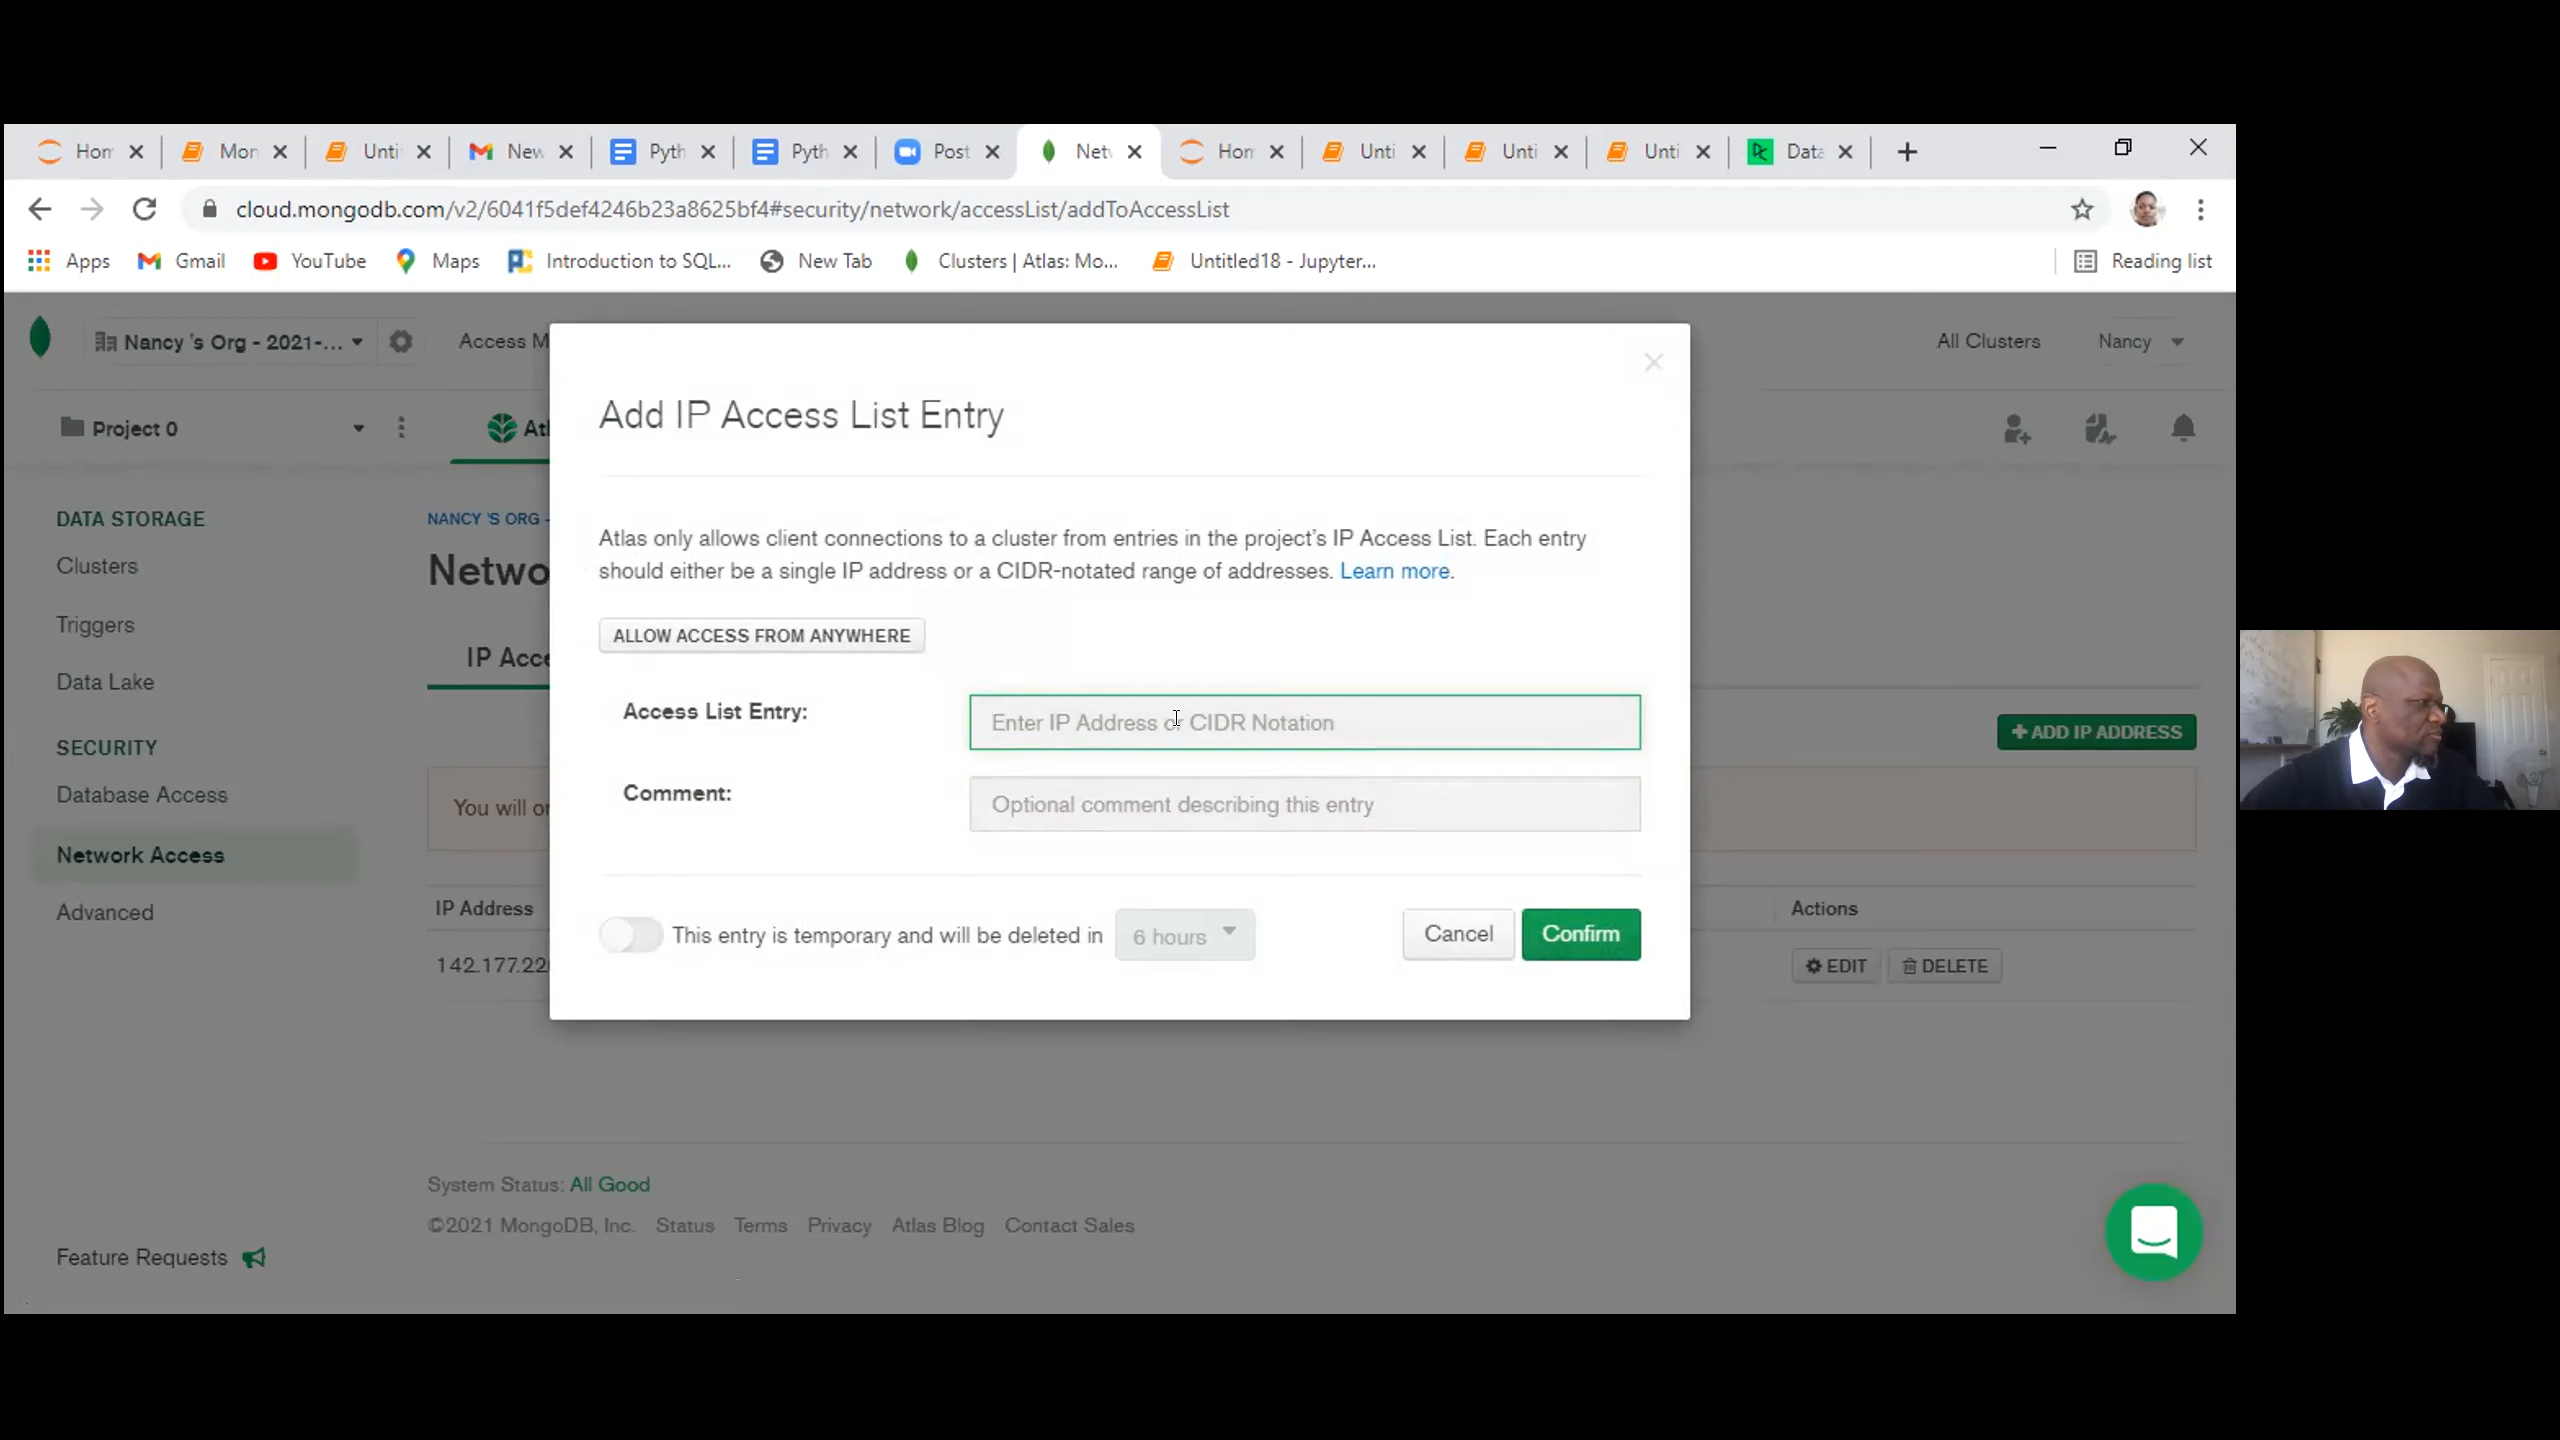 Hom
Mon
Unti
New
Pyth
Pyth
Post
Netv
Hom
Unti
Unti
Unti
Data
cloud.mongodb.com/v2/6041f5def4246b23a8625bf4#security/network/accessList/addToAccessList
Apps Gmail YouTube Maps Introduction to SQL... New Tab Clusters | Atlas: Mo... Untitled18 - Jupyter... Reading list
Nancy 's Org - 2021-... Access M All Clusters Nancy
Project 0 Atl
Add IP Access List Entry
DATA STORAGE
Clusters
Triggers
Data Lake
SECURITY
Database Access
Network Access
Advanced
NANCY 'S ORG -
Netwo
IP Acce
You will on
IP Address
142.177.22
Atlas only allows client connections to a cluster from entries in the project's IP Access List. Each entry
should either be a single IP address or a CIDR-notated range of addresses. Learn more.
ALLOW ACCESS FROM ANYWHERE
Access List Entry: Enter IP Address or CIDR Notation
Comment: Optional comment describing this entry
This entry is temporary and will be deleted in 6 hours Cancel Confirm
+ ADD IP ADDRESS
Actions
EDIT DELETE
System Status: All Good
©2021 MongoDB, Inc. Status Terms Privacy Atlas Blog Contact Sales
Feature Requests